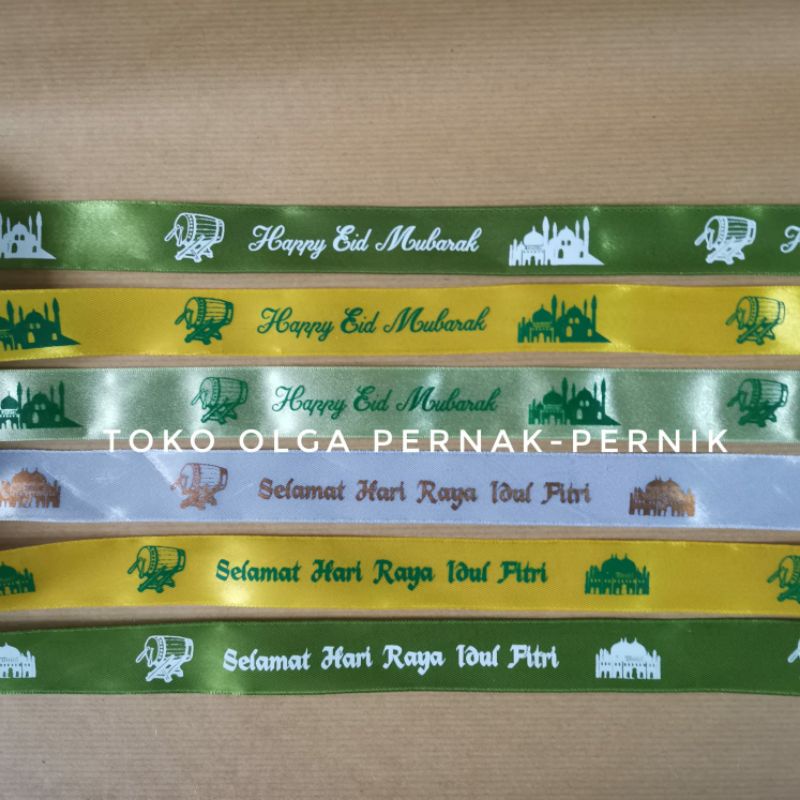 Happy Eid Mubarak
Happy Eid Mubarak
Happy Eid Mubarak
TOKO OLGA PERNAK-PERNIK
Selamat Hari Raya Idul Fitri
Selamat Hari Raya Idul Fitri
Selamat Hari Raya Idul Fitri